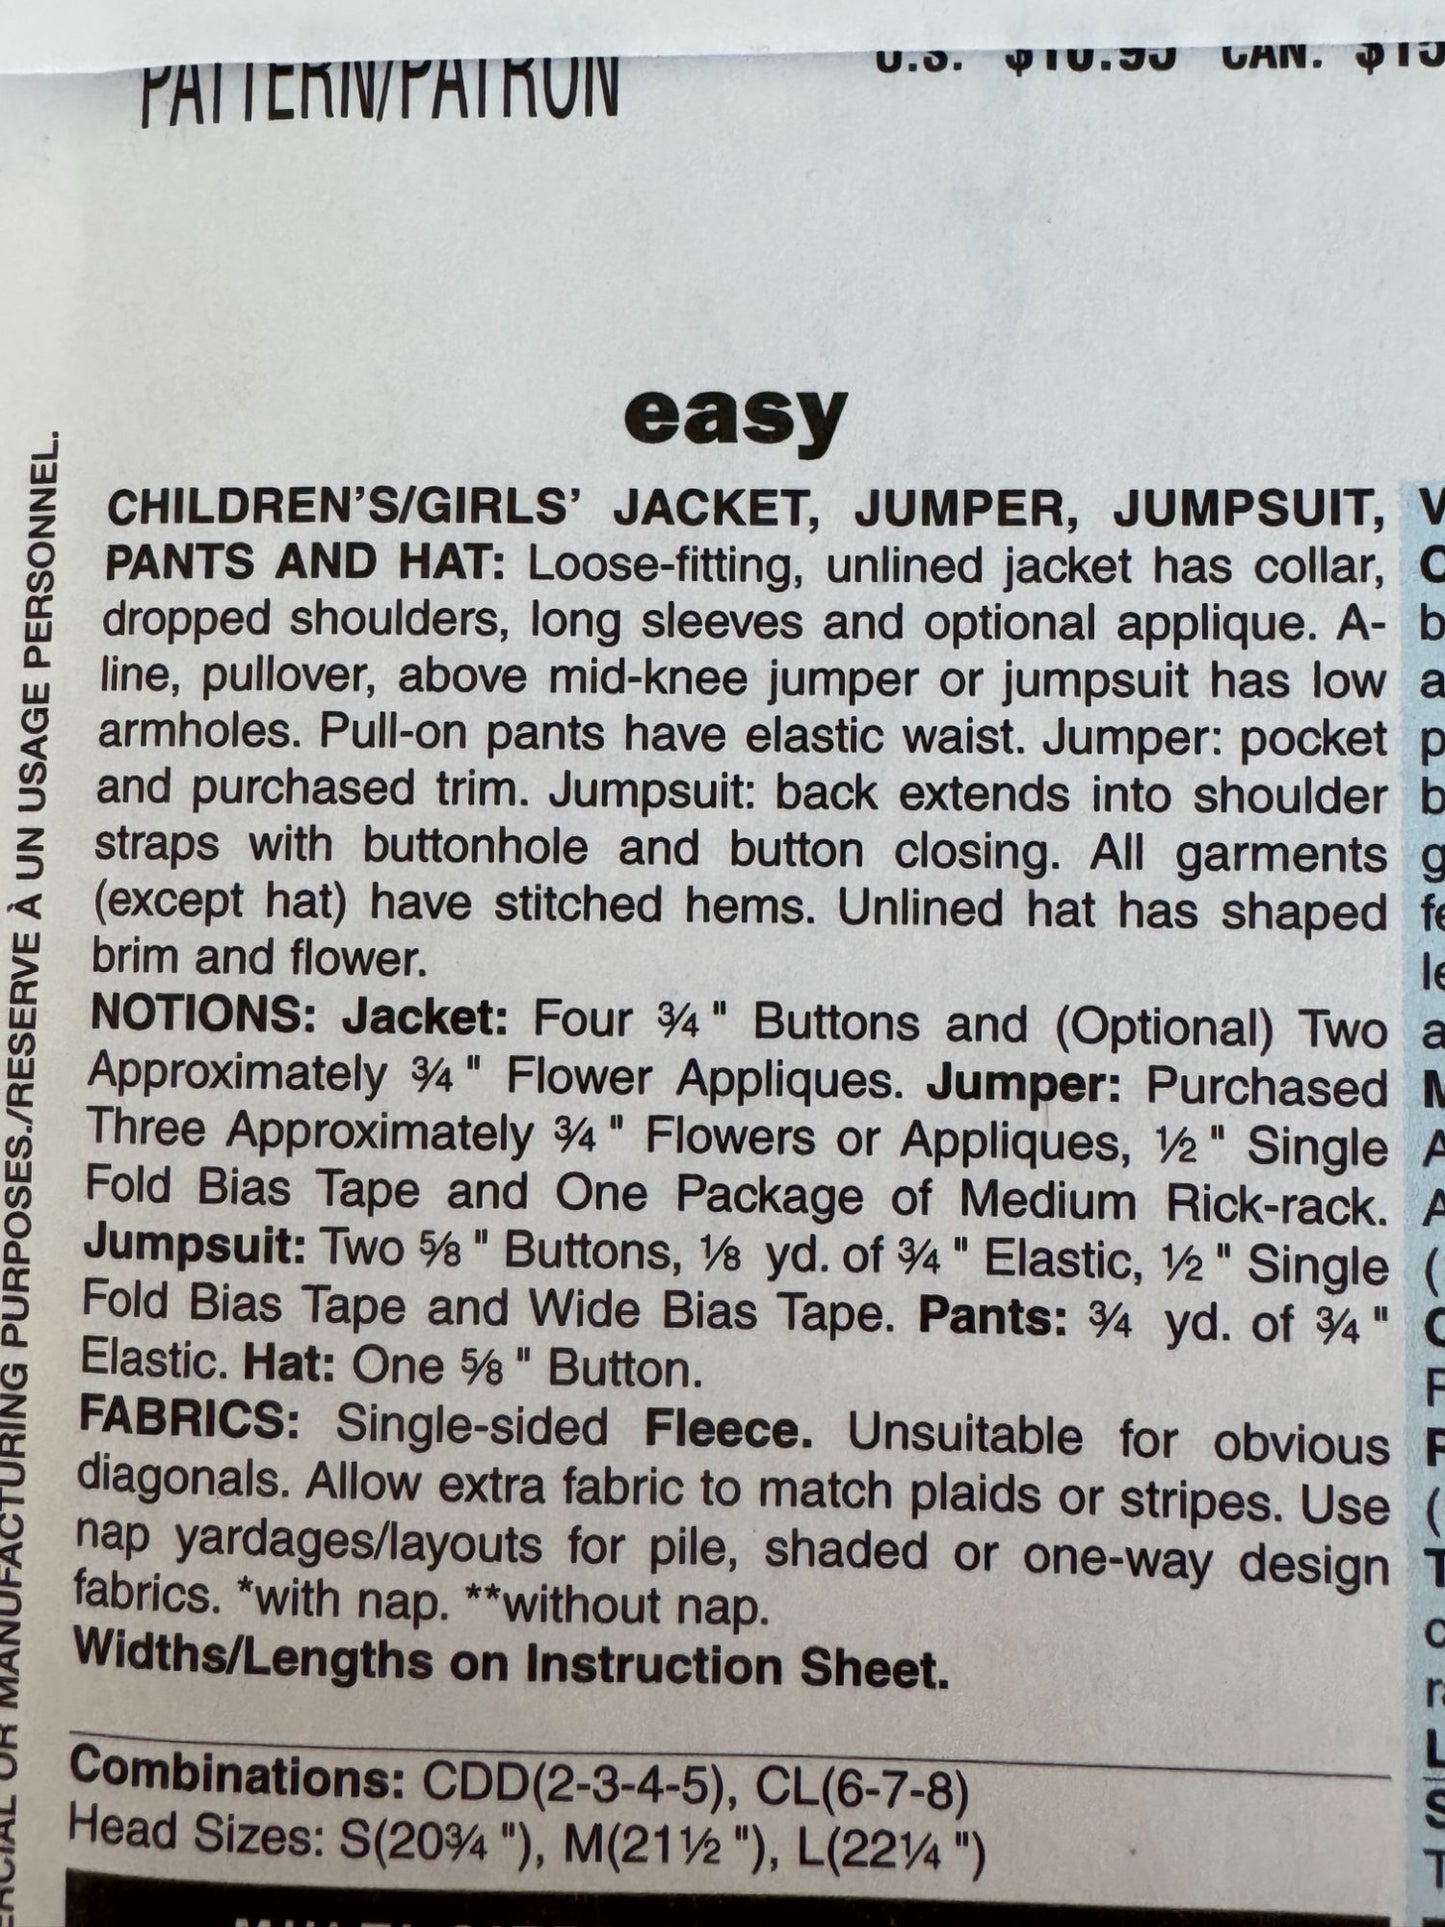 PATTERN/PATRON
U.S. $16.95 CAN.
easy
CHILDREN'S/GIRLS' JACKET, JUMPER, JUMPSUIT,
PANTS AND HAT: Loose-fitting, unlined jacket has collar,
dropped shoulders, long sleeves and optional applique. A-
line, pullover, above mid-knee jumper or jumpsuit has low
armholes. Pull-on pants have elastic waist. Jumper: pocket
and purchased trim. Jumpsuit: back extends into shoulder
straps with buttonhole and button closing. All garments
(except hat) have stitched hems. Unlined hat has shaped
brim and flower.
NOTIONS: Jacket: Four ¾ " Buttons and (Optional) Two
Approximately ¾ " Flower Appliques. Jumper: Purchased
Three Approximately ¾ " Flowers or Appliques, ½ " Single
Fold Bias Tape and One Package of Medium Rick-rack.
Jumpsuit: Two ⅝ " Buttons, ⅛ yd. of ¾ " Elastic, ½ " Single
Fold Bias Tape and Wide Bias Tape. Pants: ¾ yd. of ¾ "
Elastic. Hat: One ⅝ " Button.
FABRICS: Single-sided Fleece. Unsuitable for obvious
diagonals. Allow extra fabric to match plaids or stripes. Use
nap yardages/layouts for pile, shaded or one-way design
fabrics. *with nap. **without nap.
Widths/Lengths on Instruction Sheet.
Combinations: CDD(2-3-4-5), CL(6-7-8)
Head Sizes: S(20¾ "), M(21½ "), L(22¼ ")
OR MANUFACTURING PURPOSES./RESERVE À UN USAGE PERSONNEL.